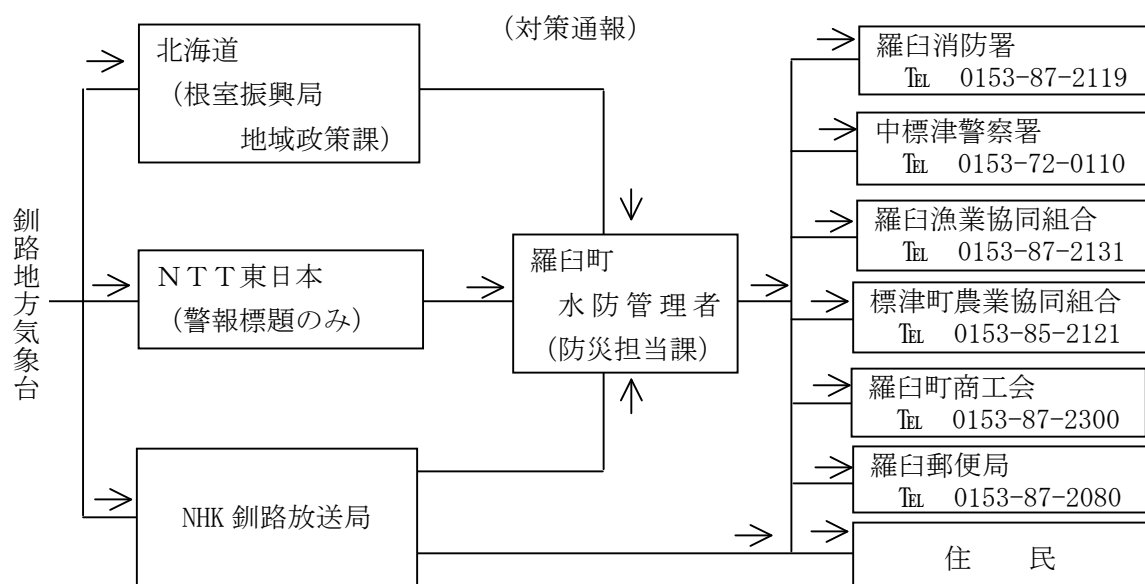 (対策通報)
釧路地方気象台
北海道
(根室振興局
地域政策課)
NTT東日本
(警報標題のみ)
NHK 釧路放送局
羅臼町
水防管理者
(防災担当課)
羅臼消防署
℡ 0153-87-2119
中標津警察署
℡ 0153-72-0110
羅臼漁業協同組合
℡ 0153-87-2131
標津町農業協同組合
℡ 0153-85-2121
羅臼町商工会
℡ 0153-87-2300
羅臼郵便局
℡ 0153-87-2080
住 民